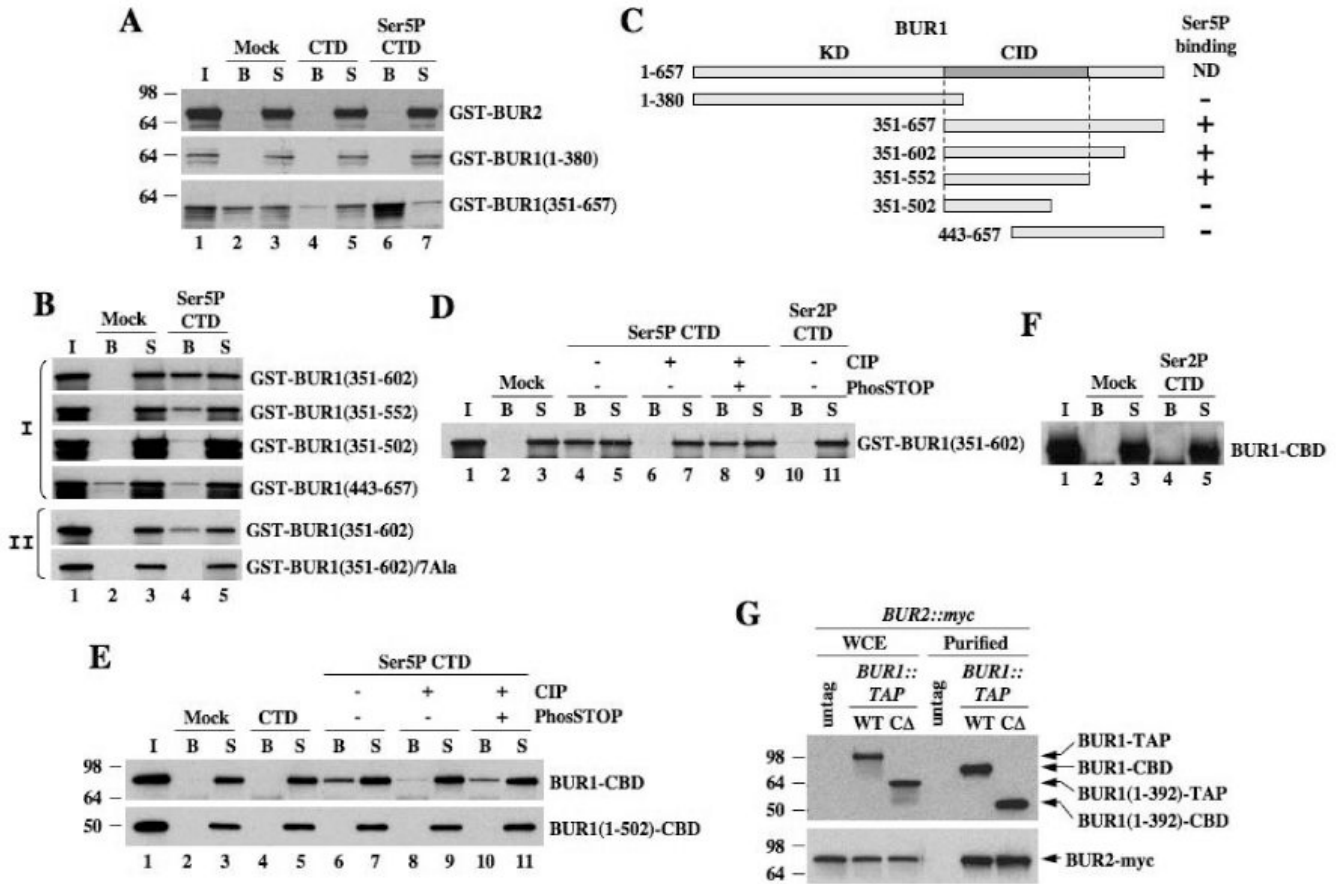 A
Mock CTD Ser5P CTD
I B S B S B S
98
64
GST-BUR2
64
GST-BUR1(1-380)
64
GST-BUR1(351-657)
1 2 3 4 5 6 7
C
BUR1
Ser5P binding
KD CID
1-657 ND
1-380 -
351-657 +
351-602 +
351-552 +
351-502 -
443-657 -
B
Mock Ser5P CTD
I B S B S
I
GST-BUR1(351-602)
GST-BUR1(351-552)
GST-BUR1(351-502)
GST-BUR1(443-657)
II
GST-BUR1(351-602)
GST-BUR1(351-602)/7Ala
1 2 3 4 5
D
Ser5P CTD Ser2P CTD
- + + - CIP
Mock - - + - PhosSTOP
I B S B S B S B S B S
GST-BUR1(351-602)
1 2 3 4 5 6 7 8 9 10 11
F
Mock Ser2P CTD
I B S B S
BUR1-CBD
1 2 3 4 5
E
Ser5P CTD
- + + CIP
Mock CTD - - + PhosSTOP
I B S B S B S B S B S
98
64
BUR1-CBD
50
BUR1(1-502)-CBD
1 2 3 4 5 6 7 8 9 10 11
G
BUR2::myc
WCE Purified
untag BUR1::TAP untag BUR1::TAP
WT CΔ WT CΔ
98
64
50
BUR1-TAP
BUR1-CBD
BUR1(1-392)-TAP
BUR1(1-392)-CBD
98
64
BUR2-myc